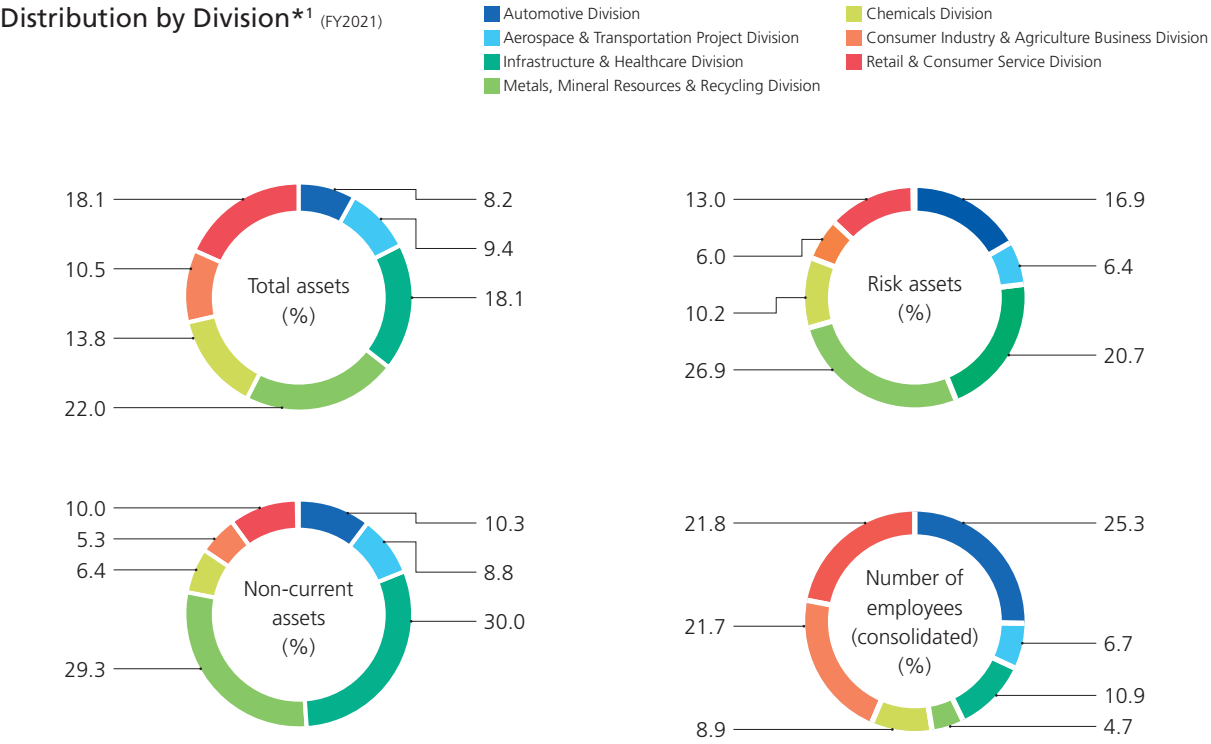 Distribution by Division*1 (FY2021)
Automotive Division
Aerospace & Transportation Project Division
Infrastructure & Healthcare Division
Metals, Mineral Resources & Recycling Division
Chemicals Division
Consumer Industry & Agriculture Business Division
Retail & Consumer Service Division
Total assets
(%)
8.2
9.4
18.1
22.0
13.8
10.5
18.1
Risk assets
(%)
16.9
6.4
20.7
26.9
10.2
6.0
13.0
Non-current
assets
(%)
10.3
8.8
30.0
29.3
6.4
5.3
10.0
Number of
employees
(consolidated)
(%)
25.3
6.7
10.9
4.7
8.9
21.7
21.8